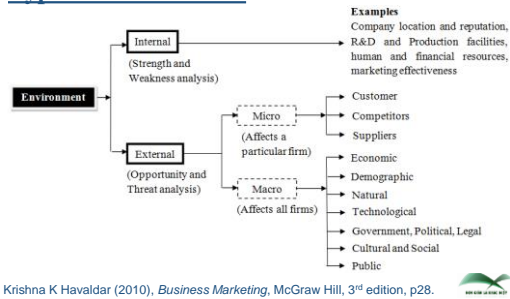 Examples
Company location and reputation,
R&D and Production facilities,
human and financial resources,
marketing effectiveness
Internal
(Strength and
Weakness analysis)
Environment
External
(Opportunity and
Threat analysis)
Micro
(Affects a
particular firm)
Customer
Competitors
Suppliers
Macro
(Affects all firms)
Economic
Demographic
Natural
Technological
Government, Political, Legal
Cultural and Social
Public
Krishna K Havaldar (2010), Business Marketing, McGraw Hill, 3rd edition, p28.